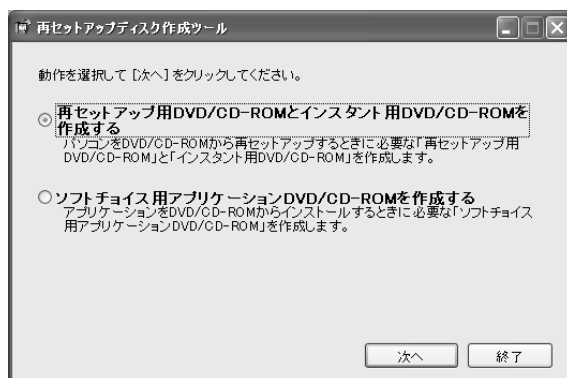 再セットアップディスク作成ツール
動作を選択して［次へ］をクリックしてください。
再セットアップ用DVD/CD-ROMとインスタント用DVD/CD-ROMを
作成する
パソコンをDVD/CD-ROMから再セットアップするときに必要な「再セットアップ用
DVD/CD-ROM」と「インスタント用DVD/CD-ROM」を作成します。
ソフトチョイス用アプリケーションDVD/CD-ROMを作成する
アプリケーションをDVD/CD-ROMからインストールするときに必要な「ソフトチョイス
用アプリケーションDVD/CD-ROM」を作成します。
次へ
終了